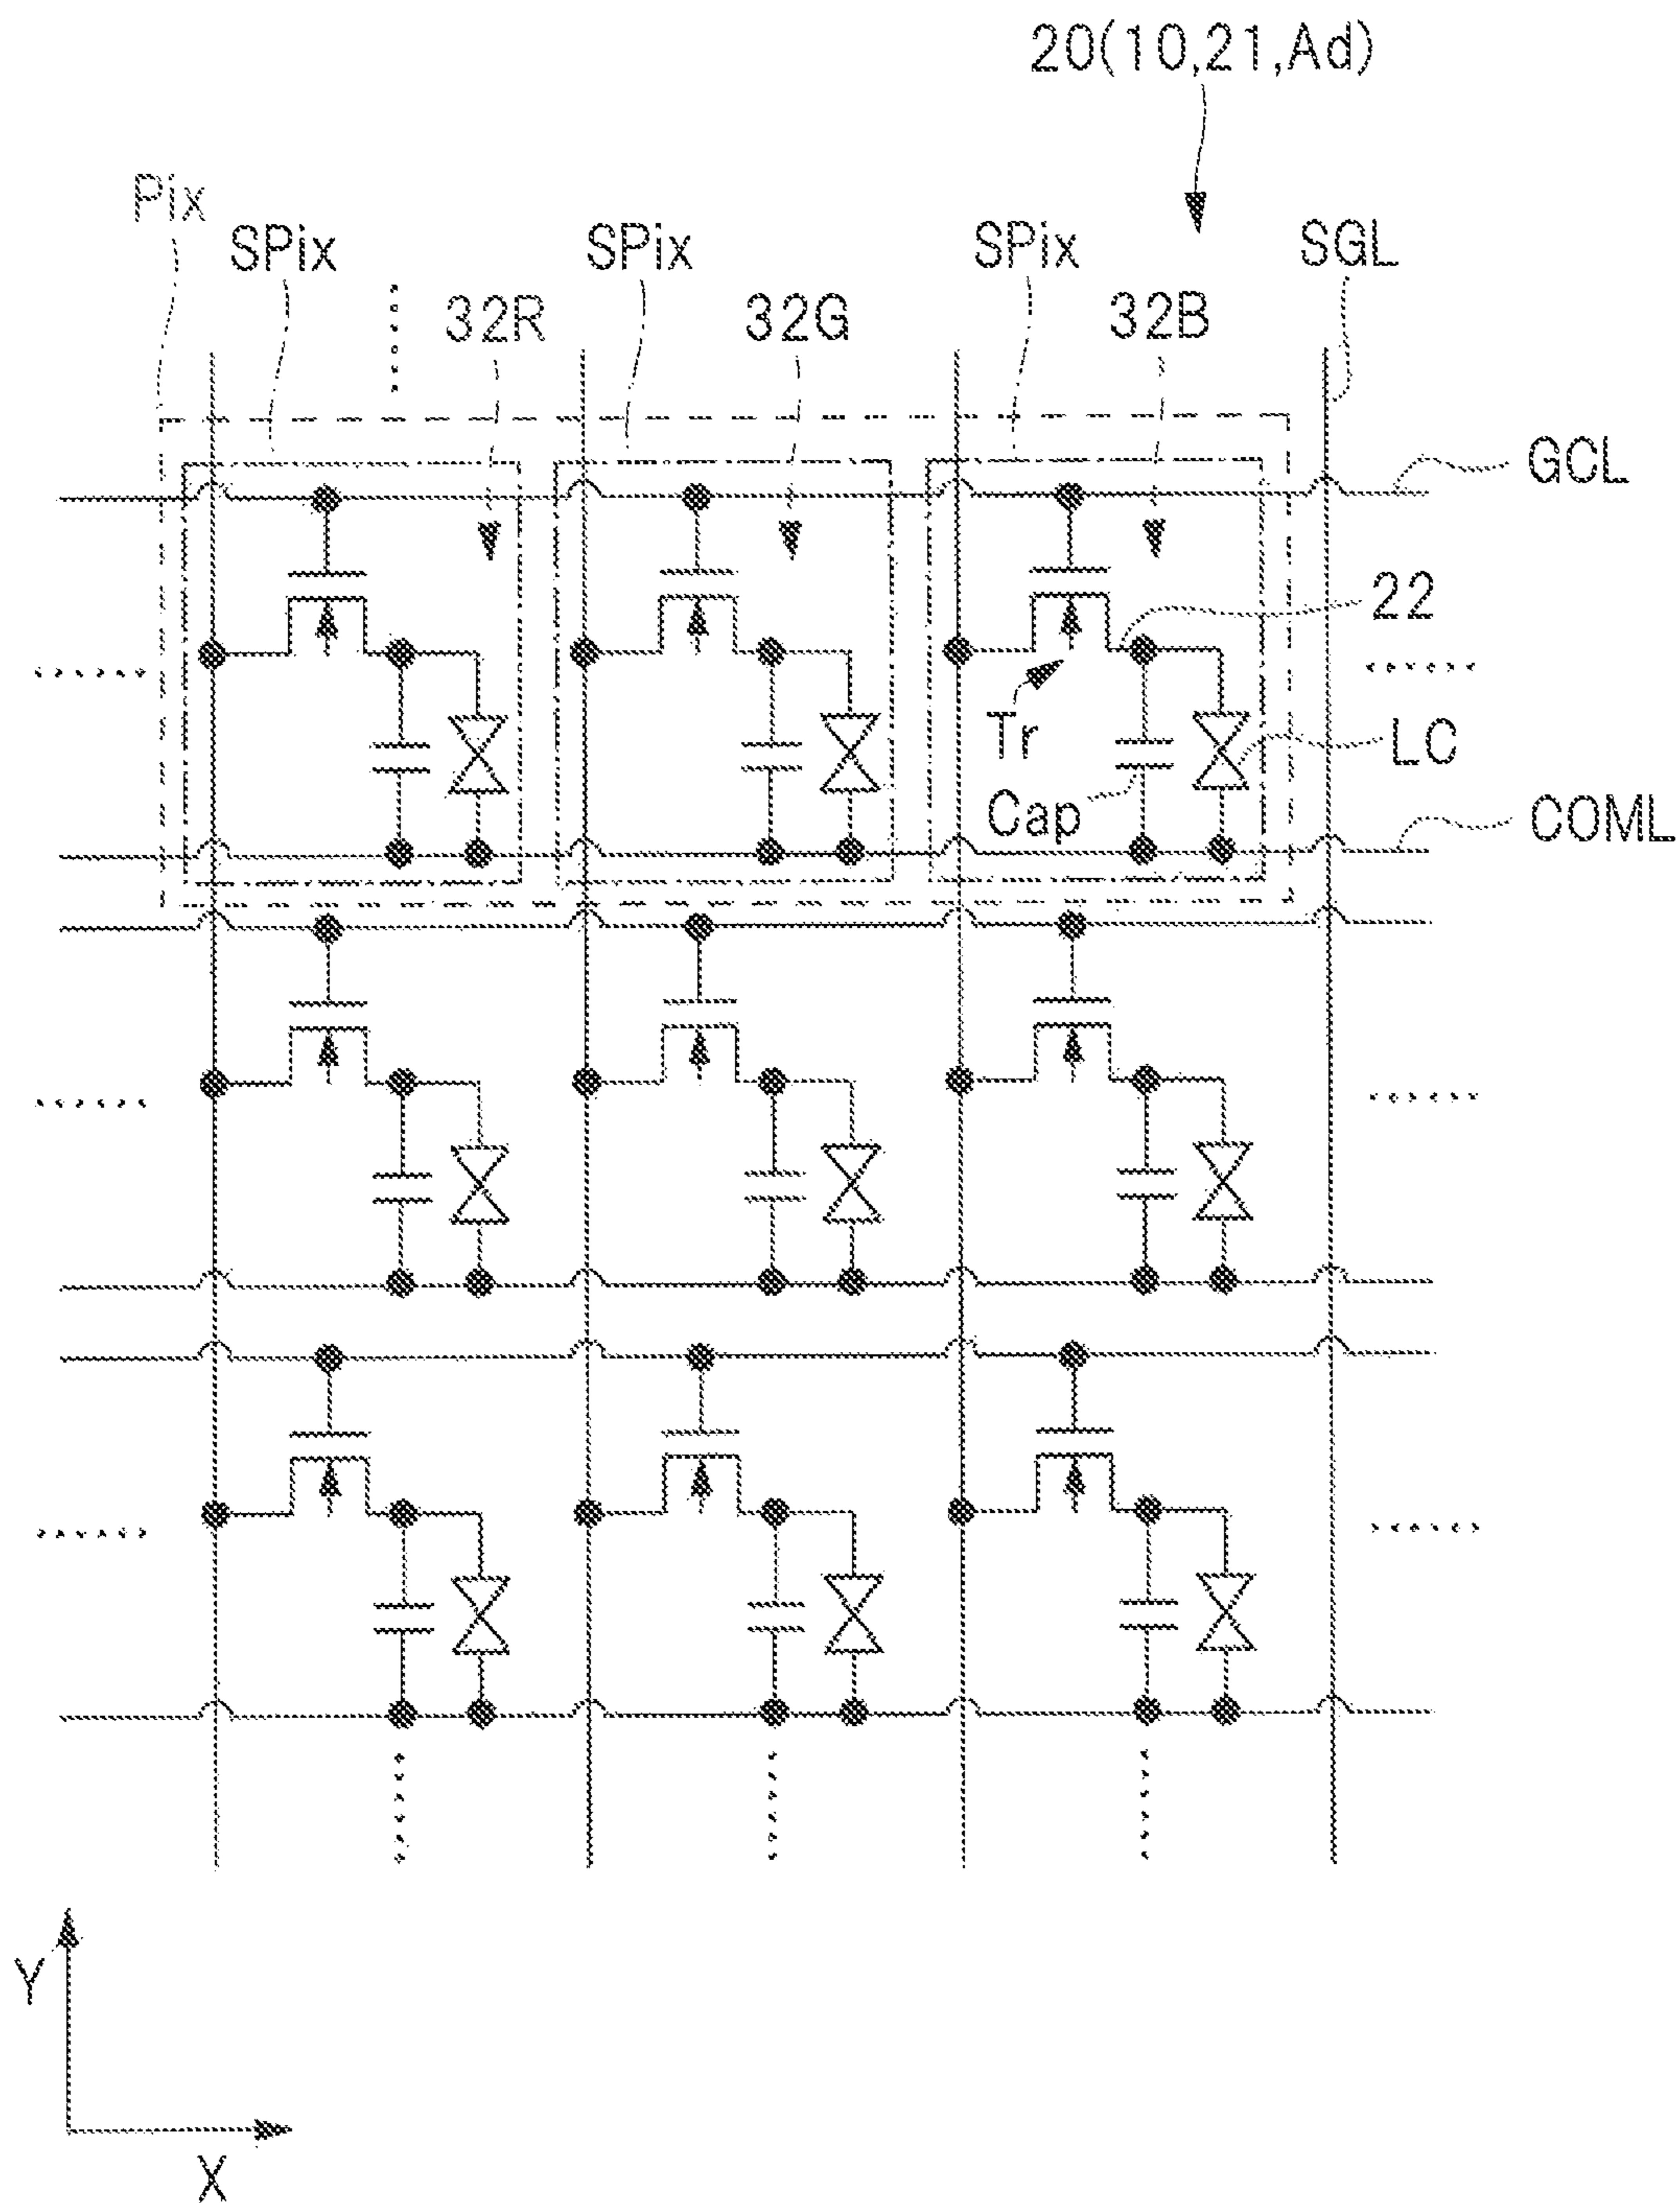 20(10,21,Ad)
Pix
SPix
SPix
SPix
SGL
32R
32G
32B
GCL
22
Tr
LC
Cap
COML
Y
X